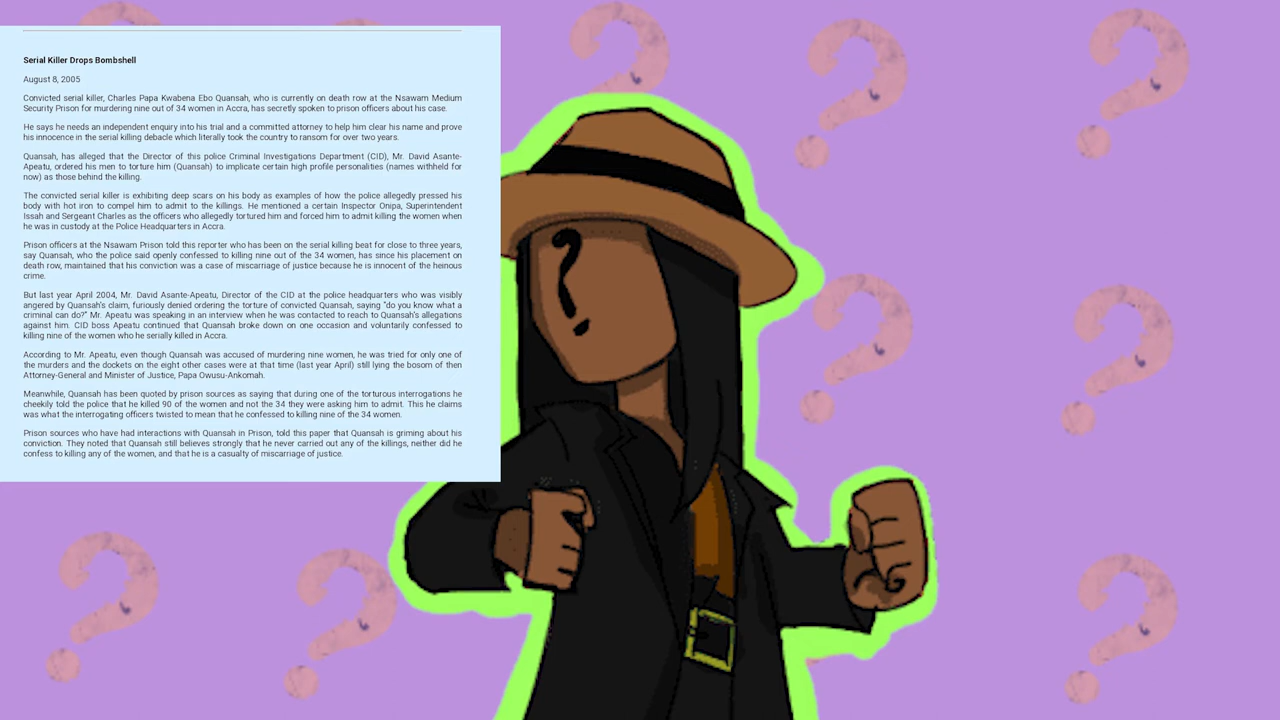 Serial Killer Drops Bombshell
August 8, 2005
Convicted serial killer, Charles Papa Kwabena Ebo Quansah, who is currently on death row at the Nsawam Medium
Security Prison for murdering nine out of 34 women in Accra, has secretly spoken to prison officers about his case.
He says he needs an independent enquiry into his trial and a committed attorney to help him clear his name and prove
his innocence in the serial killing debacle which literally took the country to ransom for over two years.
Quansah, has alleged that the Director of this police Criminal Investigations Department (CID), Mr. David Asante-
Apeatu, ordered his men to torture him (Quansah) to implicate certain high profile personalities (names withheld for
now) as those behind the killing.
The convicted serial killer is exhibiting deep scars on his body as examples of how the police allegedly pressed his
body with hot iron to compel him to admit to the killings. He mentioned a certain Inspector Onipa, Superintendent
Issah and Sergeant Charles as the officers who allegedly tortured him and forced him to admit killing the women when
he was in custody at the Police Headquarters in Accra.
Prison officers at the Nsawam Prison told this reporter who has been on the serial killing beat for close to three years,
say Quansah, who the police said openly confessed to killing nine out of the 34 women, has since his placement on
death row, maintained that his conviction was a case of miscarriage of justice because he is innocent of the heinous
crime.
But last year April 2004, Mr. David Asante-Apeatu, Director of the CID at the police headquarters who was visibly
angered by Quansah's claim, furiously denied ordering the torture of convicted Quansah, saying "do you know what a
criminal can do?" Mr. Apeatu was speaking in an interview when he was contacted to reach to Quansah's allegations
against him. CID boss Apeatu continued that Quansah broke down on one occasion and voluntarily confessed to
killing nine of the women who he serially killed in Accra.
According to Mr. Apeatu, even though Quansah was accused of murdering nine women, he was tried for only one of
the murders and the dockets on the eight other cases were at that time (last year April) still lying the bosom of then
Attorney-General and Minister of Justice, Papa Owusu-Ankomah.
Meanwhile, Quansah has been quoted by prison sources as saying that during one of the torturous interrogations he
cheekily told the police that he killed 90 of the women and not the 34 they were asking him to admit. This he claims
was what the interrogating officers twisted to mean that he confessed to killing nine of the 34 women.
Prison sources who have had interactions with Quansah in Prison, told this paper that Quansah is griming about his
conviction. They noted that Quansah still believes strongly that he never carried out any of the killings, neither did he
confess to killing any of the women, and that he is a casualty of miscarriage of justice.